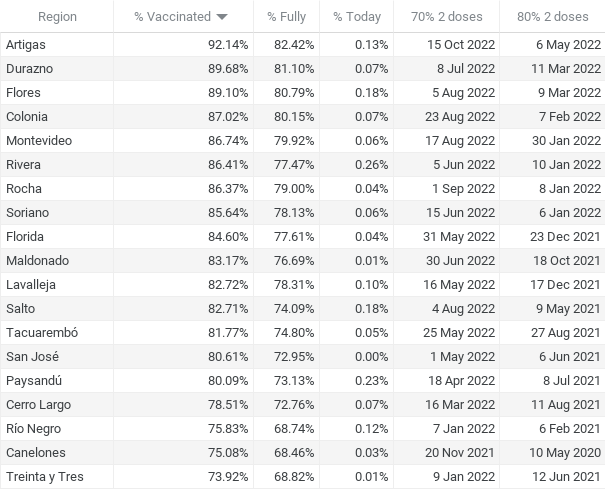 Region % Vaccinated % Fully % Today 70% 2 doses 80% 2 doses
Artigas 92.14% 82.42% 0.13% 15 Oct 2022 6 May 2022
Durazno 89.68% 81.10% 0.07% 8 Jul 2022 11 Mar 2022
Flores 89.10% 80.79% 0.18% 5 Aug 2022 9 Mar 2022
Colonia 87.02% 80.15% 0.07% 23 Aug 2022 7 Feb 2022
Montevideo 86.74% 79.92% 0.06% 17 Aug 2022 30 Jan 2022
Rivera 86.41% 77.47% 0.26% 5 Jun 2022 10 Jan 2022
Rocha 86.37% 79.00% 0.04% 1 Sep 2022 8 Jan 2022
Soriano 85.64% 78.13% 0.06% 15 Jun 2022 6 Jan 2022
Florida 84.60% 77.61% 0.04% 31 May 2022 23 Dec 2021
Maldonado 83.17% 76.69% 0.01% 30 Jun 2022 18 Oct 2021
Lavalleja 82.72% 78.31% 0.10% 16 May 2022 17 Dec 2021
Salto 82.71% 74.09% 0.18% 4 Aug 2022 9 May 2021
Tacuarembó 81.77% 74.80% 0.05% 25 May 2022 27 Aug 2021
San José 80.61% 72.95% 0.00% 1 May 2022 6 Jun 2021
Paysandú 80.09% 73.13% 0.23% 18 Apr 2022 8 Jul 2021
Cerro Largo 78.51% 72.76% 0.07% 16 Mar 2022 11 Aug 2021
Río Negro 75.83% 68.74% 0.12% 7 Jan 2022 6 Feb 2021
Canelones 75.08% 68.46% 0.03% 20 Nov 2021 10 May 2020
Treinta y Tres 73.92% 68.82% 0.01% 9 Jan 2022 12 Jun 2021